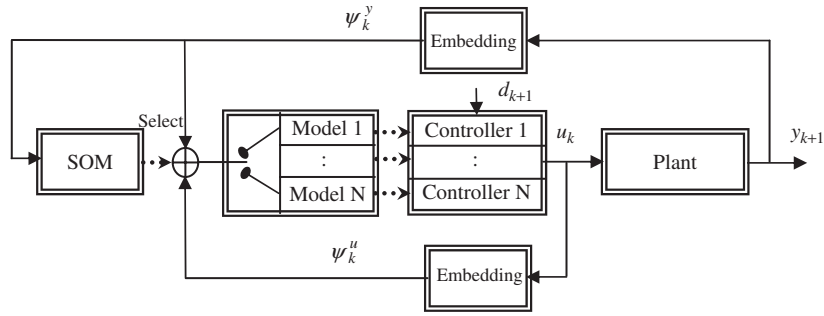 ψ_k^y
Embedding
d_{k+1}
Select
SOM
Model 1
:
Model N
Controller 1
:
Controller N
u_k
Plant
y_{k+1}
ψ_k^u
Embedding